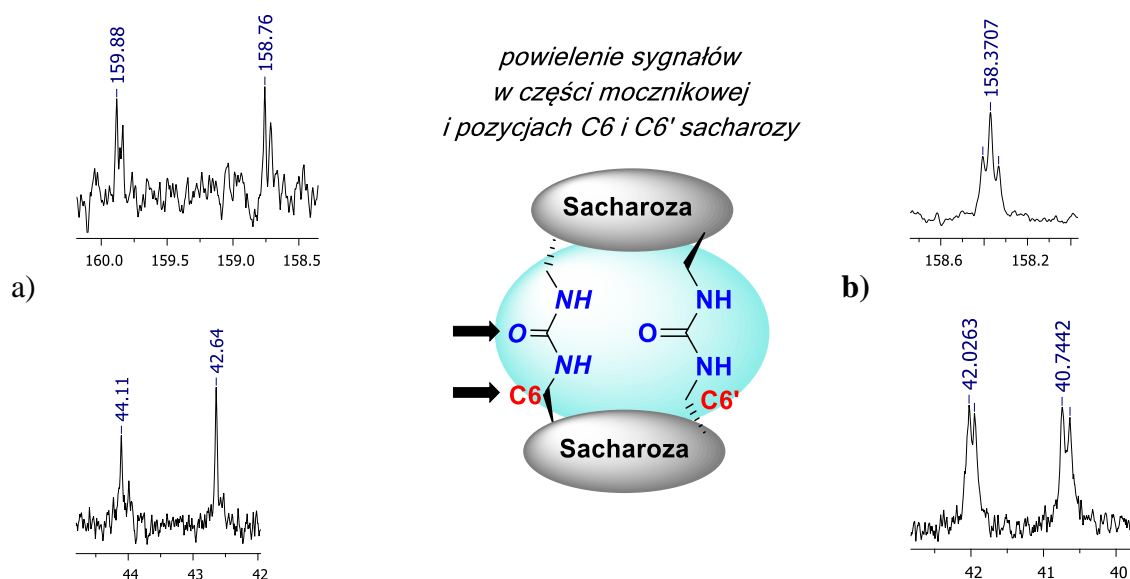 159.88
158.76
160.0 159.5 159.0 158.5
powielenie sygnałów
w części mocznikowej
i pozycjach C6 i C6' sacharozy
158.3707
158.6 158.2
a)
b)
Sacharoza
NH NH
O O
NH NH
C6 C6'
Sacharoza
44.11
42.64
44 43 42
42.0263
40.7442
42 41 40